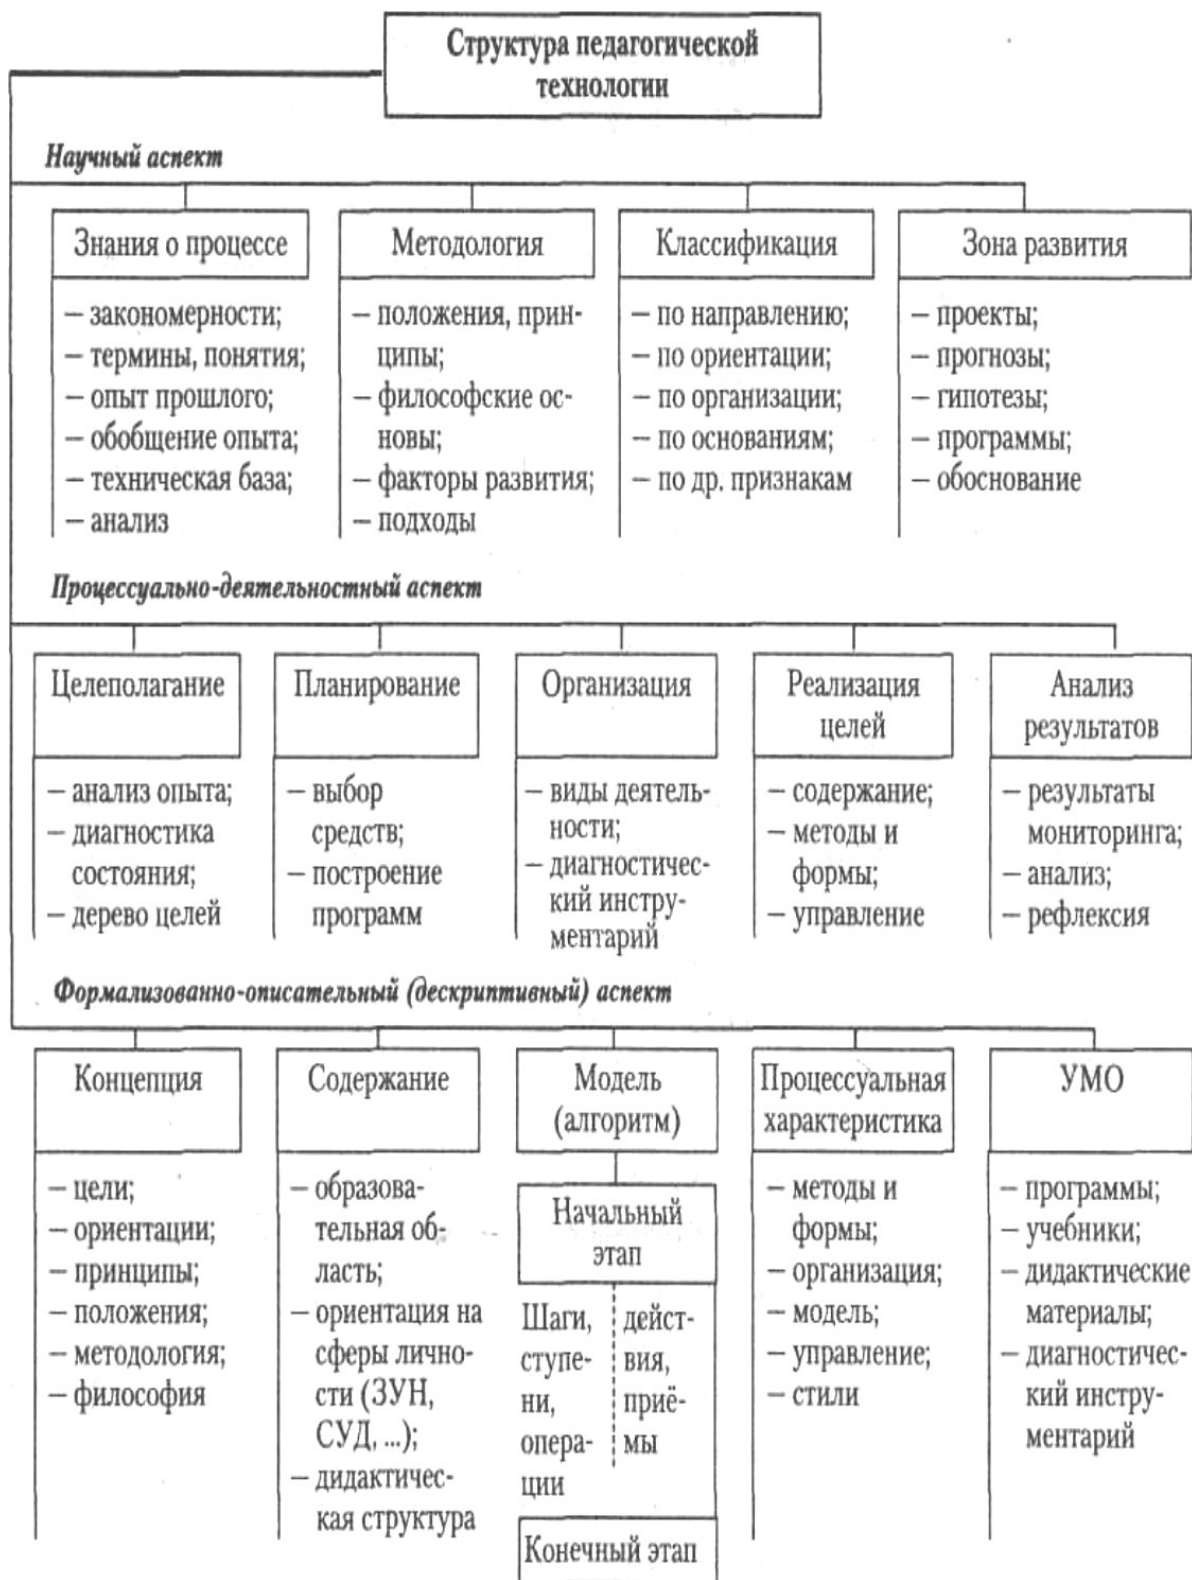 Структура педагогической
технологии
Научный аспект
Знания о процессе
– закономерности;
– термины, понятия;
– опыт прошлого;
– обобщение опыта;
– техническая база;
– анализ
Методология
– положения, прин-
ципы;
– философские ос-
новы;
– факторы развития;
– подходы
Классификация
– по направлению;
– по ориентации;
– по организации;
– по основаниям;
– по др. признакам
Зона развития
– проекты;
– прогнозы;
– гипотезы;
– программы;
– обоснование
Процессуально-деятельностный аспект
Целеполагание
– анализ опыта;
– диагностика
состояния;
– дерево целей
Планирование
– выбор
средств;
– построение
программ
Организация
– виды деятель-
ности;
– диагностичес-
кий инстру-
ментарий
Реализация
целей
– содержание;
– методы и
формы;
– управление
Анализ
результатов
– результаты
мониторинга;
– анализ;
– рефлексия
Формализованно-описательный (дескриптивный) аспект
Концепция
– цели;
– ориентации;
– принципы;
– положения;
– методология;
– философия
Содержание
– образова-
тельная об-
ласть;
– ориентация на
сферы лично-
сти (ЗУН,
СУД, ...);
– дидактичес-
кая структура
Модель
(алгоритм)
Начальный
этап
Шаги,
ступе-
ни,
опера-
ции
дейст-
вия,
приё-
мы
Конечный этап
Процессуальная
характеристика
– методы и
формы;
– организация;
– модель;
– управление;
– стили
УМО
– программы;
– учебники;
– дидактические
материалы;
– диагностичес-
кий инстру-
ментарий